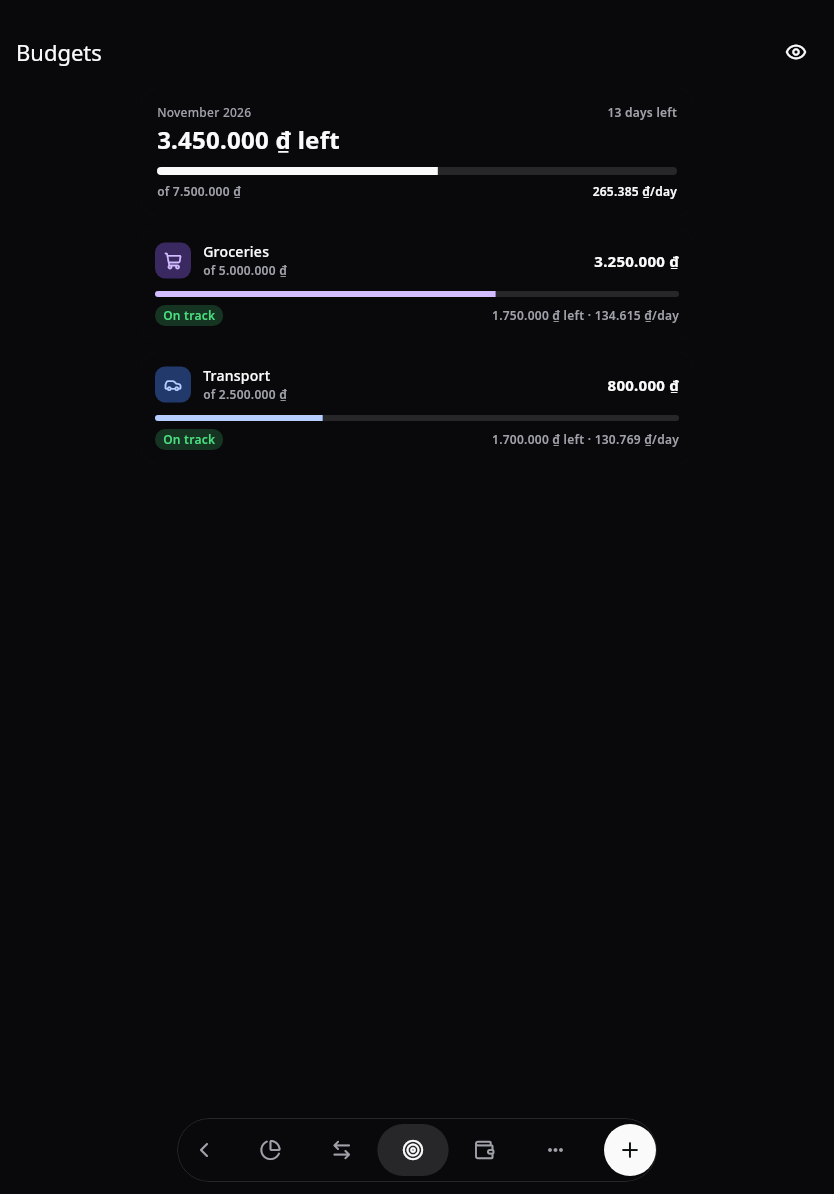 Budgets
November 2026
13 days left
3.450.000 ₫ left
of 7.500.000 ₫
265.385 ₫/day
Groceries
of 5.000.000 ₫
3.250.000 ₫
On track
1.750.000 ₫ left · 134.615 ₫/day
Transport
of 2.500.000 ₫
800.000 ₫
On track
1.700.000 ₫ left · 130.769 ₫/day